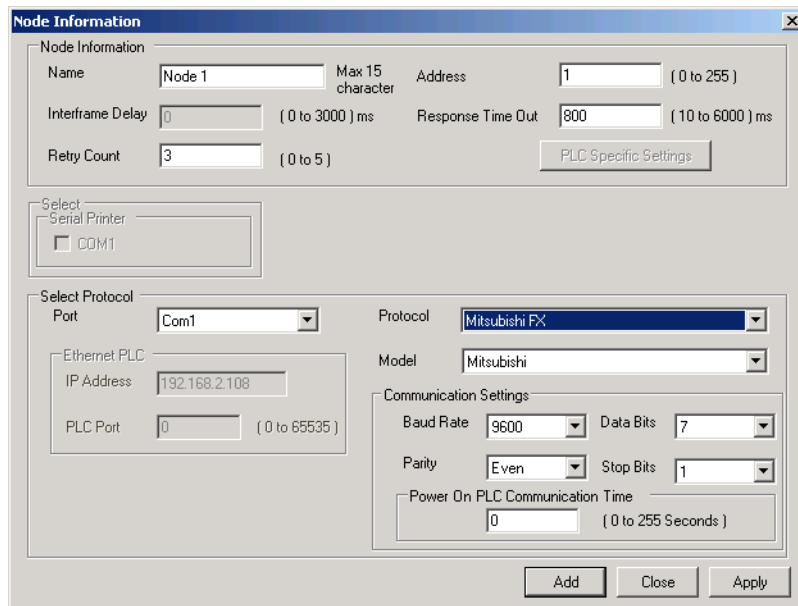 Node Information
Node Information
Name Node 1 Max 15 character Address 1 ( 0 to 255 )
Interframe Delay 0 ( 0 to 3000 ) ms Response Time Out 800 ( 10 to 6000 ) ms
Retry Count 3 ( 0 to 5 ) PLC Specific Settings
Select
Serial Printer
COM1
Select Protocol
Port Com1 Protocol Mitsubishi FX
Ethernet PLC
Model Mitsubishi
IP Address 192.168.2.108
PLC Port 0 ( 0 to 65535 )
Communication Settings
Baud Rate 9600 Data Bits 7
Parity Even Stop Bits 1
Power On PLC Communication Time
0 ( 0 to 255 Seconds )
Add Close Apply